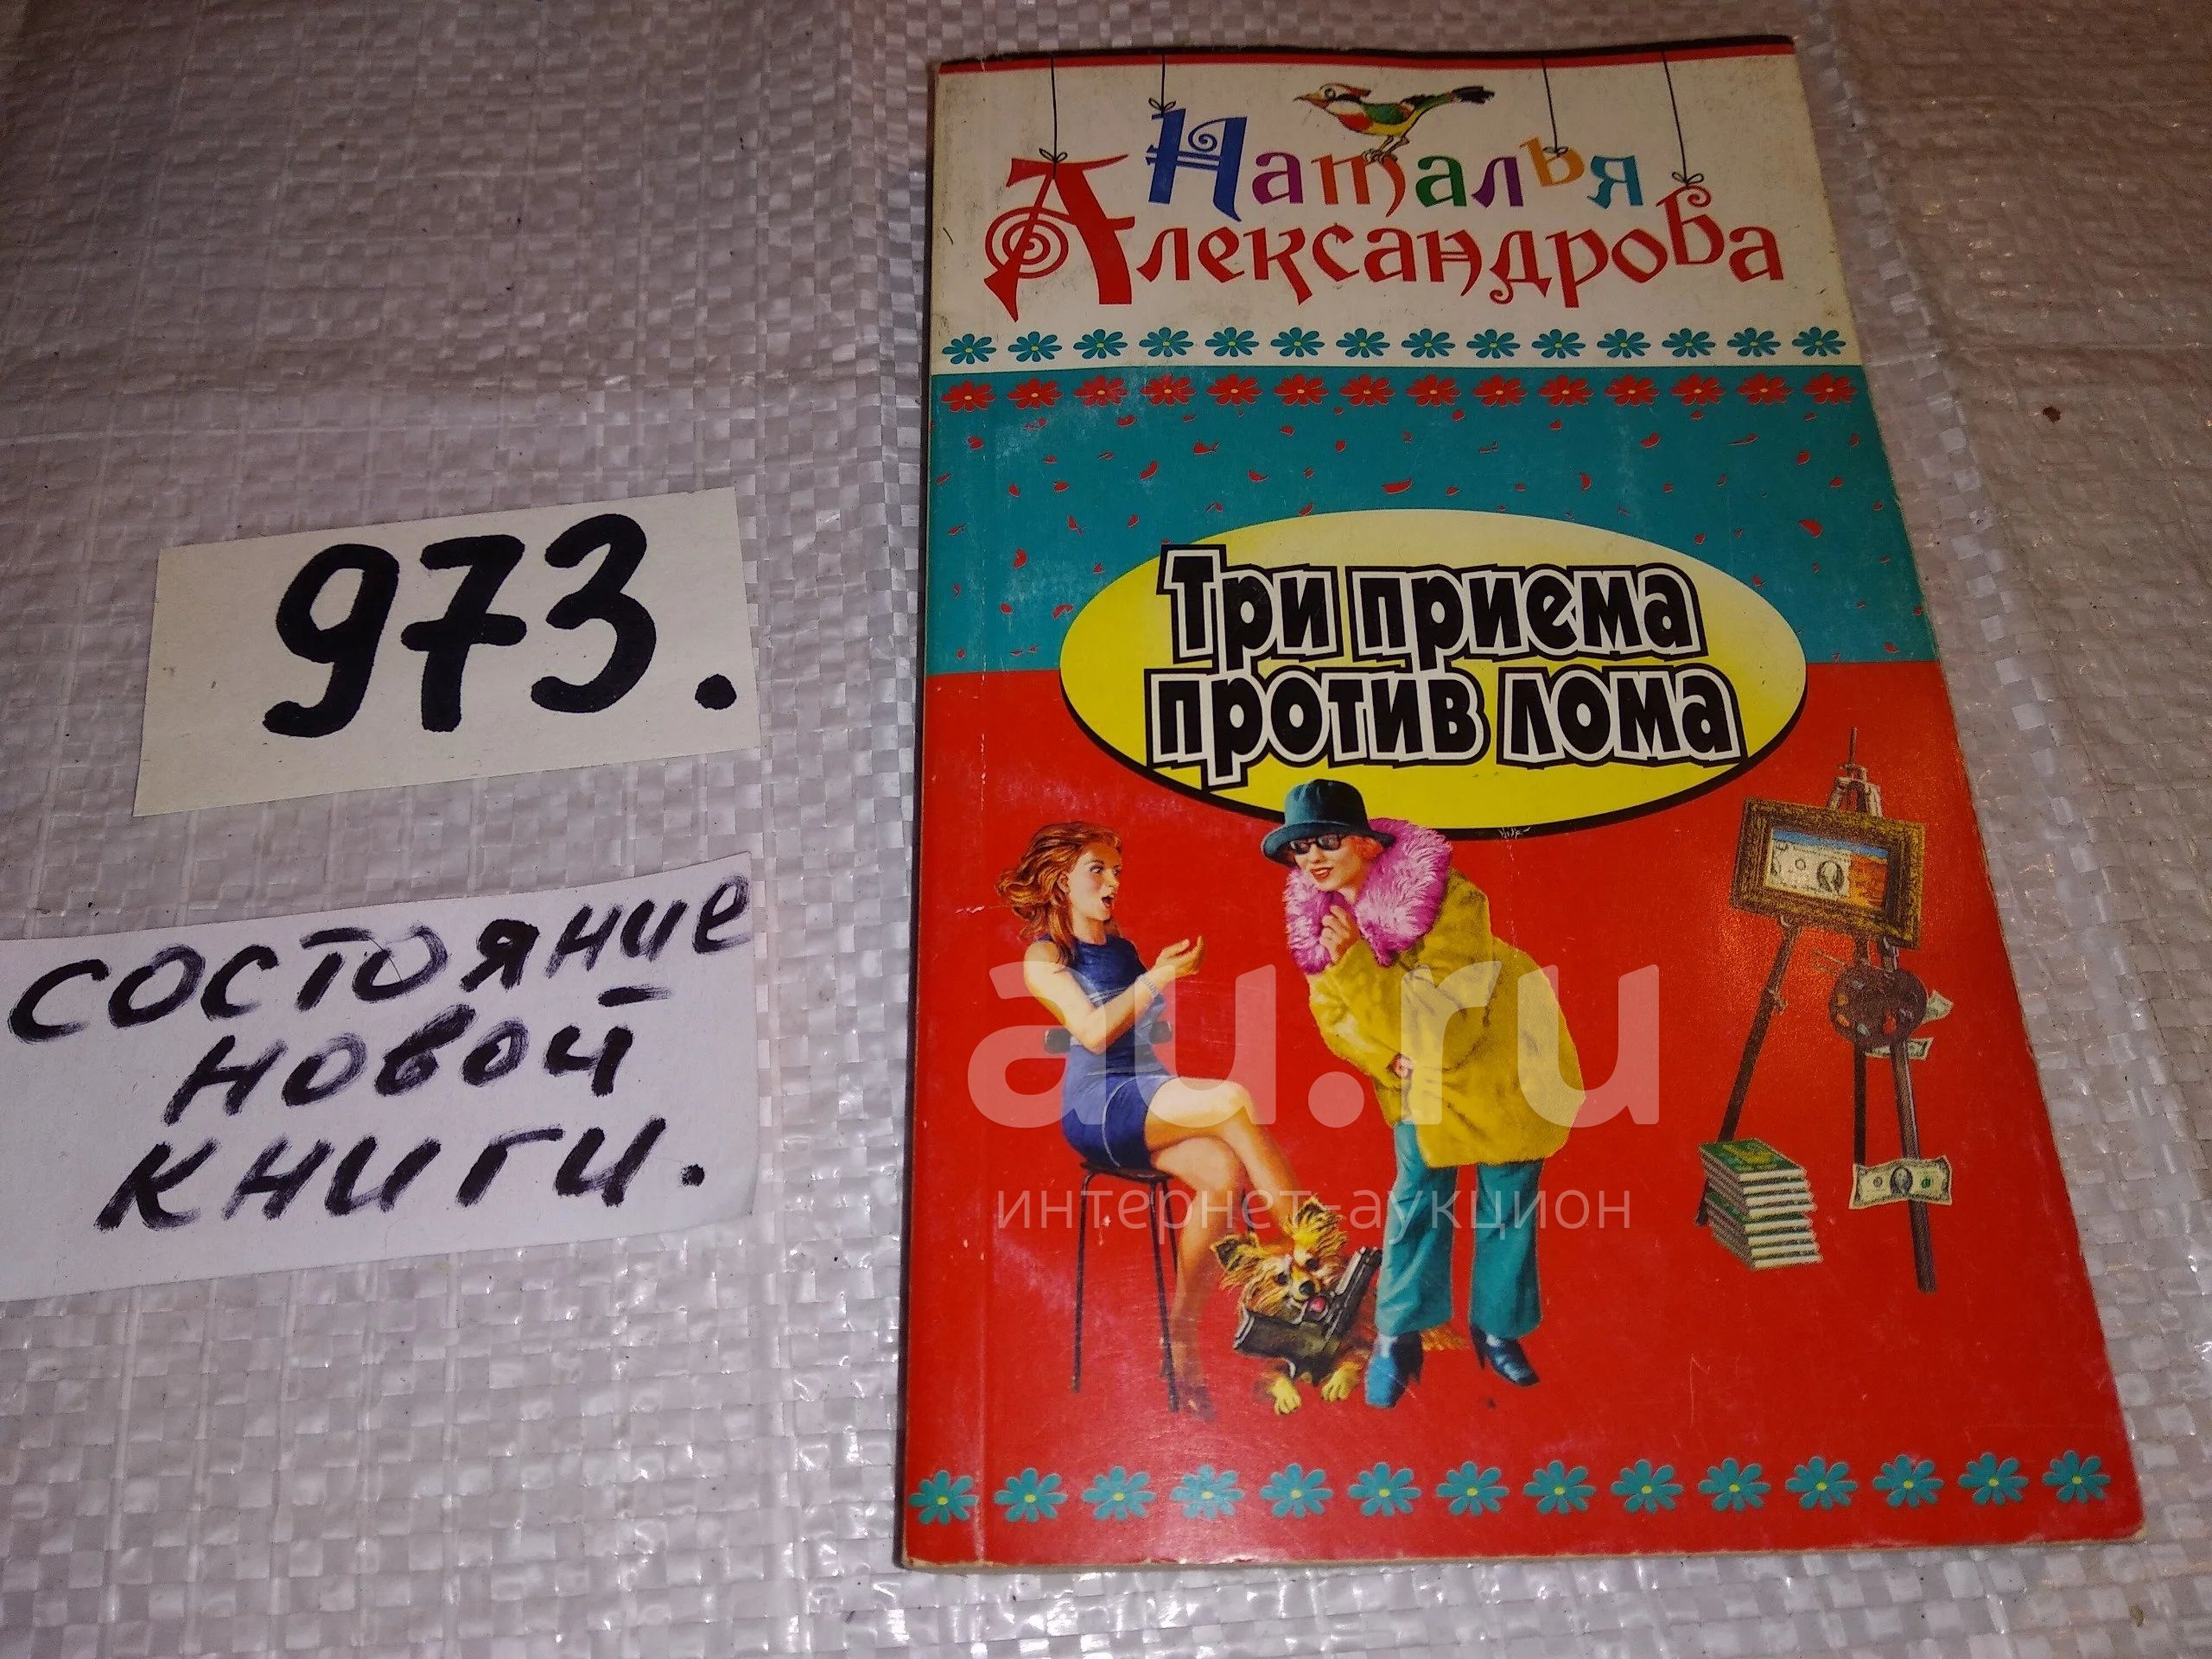 Наталья
Александрова
Три приема
против лома
973.
состояние
новой
книги.
au.ru
интернет-аукцион